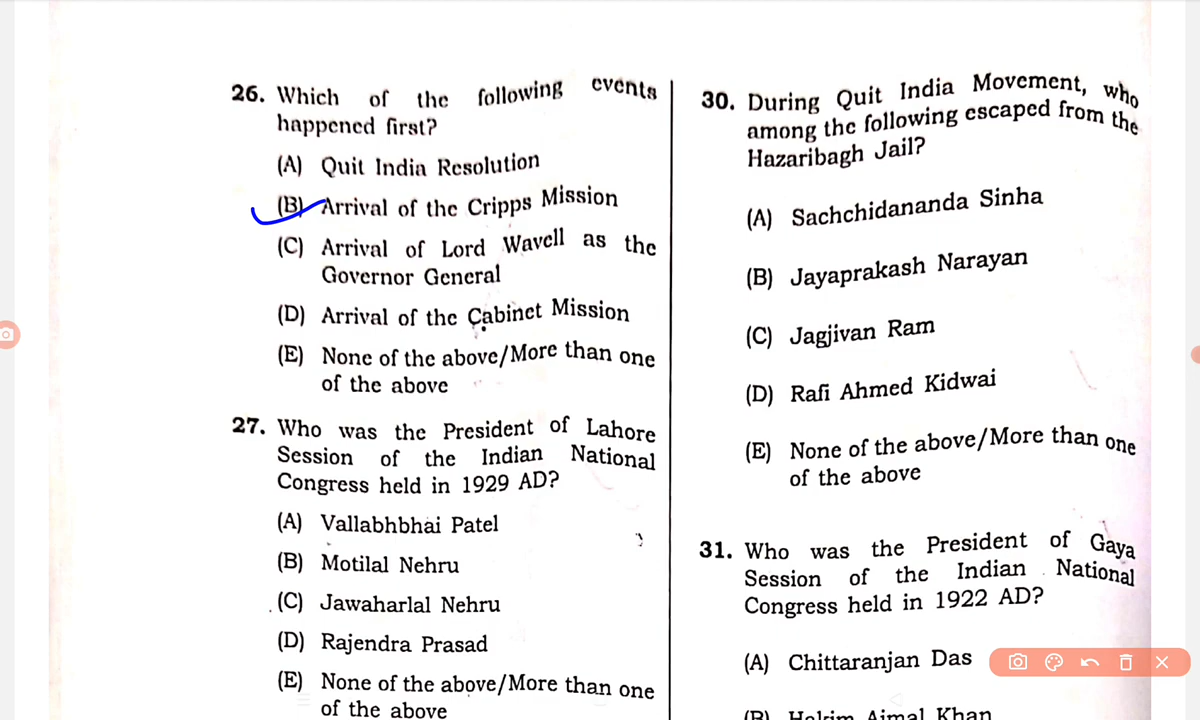 26. Which of the following events
happened first?
(A) Quit India Resolution
(B) Arrival of the Cripps Mission
(C) Arrival of Lord Wavell as the
Governor General
(D) Arrival of the Cabinet Mission
(E) None of the above/More than one
of the above
27. Who was the President of Lahore
Session of the Indian National
Congress held in 1929 AD?
(A) Vallabhbhai Patel
(B) Motilal Nehru
(C) Jawaharlal Nehru
(D) Rajendra Prasad
(E) None of the above/More than one
of the above
30. During Quit India Movement, who
among the following escaped from the
Hazaribagh Jail?
(A) Sachchidananda Sinha
(B) Jayaprakash Narayan
(C) Jagjivan Ram
(D) Rafi Ahmed Kidwai
(E) None of the above/More than one
of the above
31. Who was the President of Gaya
Session of the Indian National
Congress held in 1922 AD?
(A) Chittaranjan Das
(B) Hakim Ajmal Khan